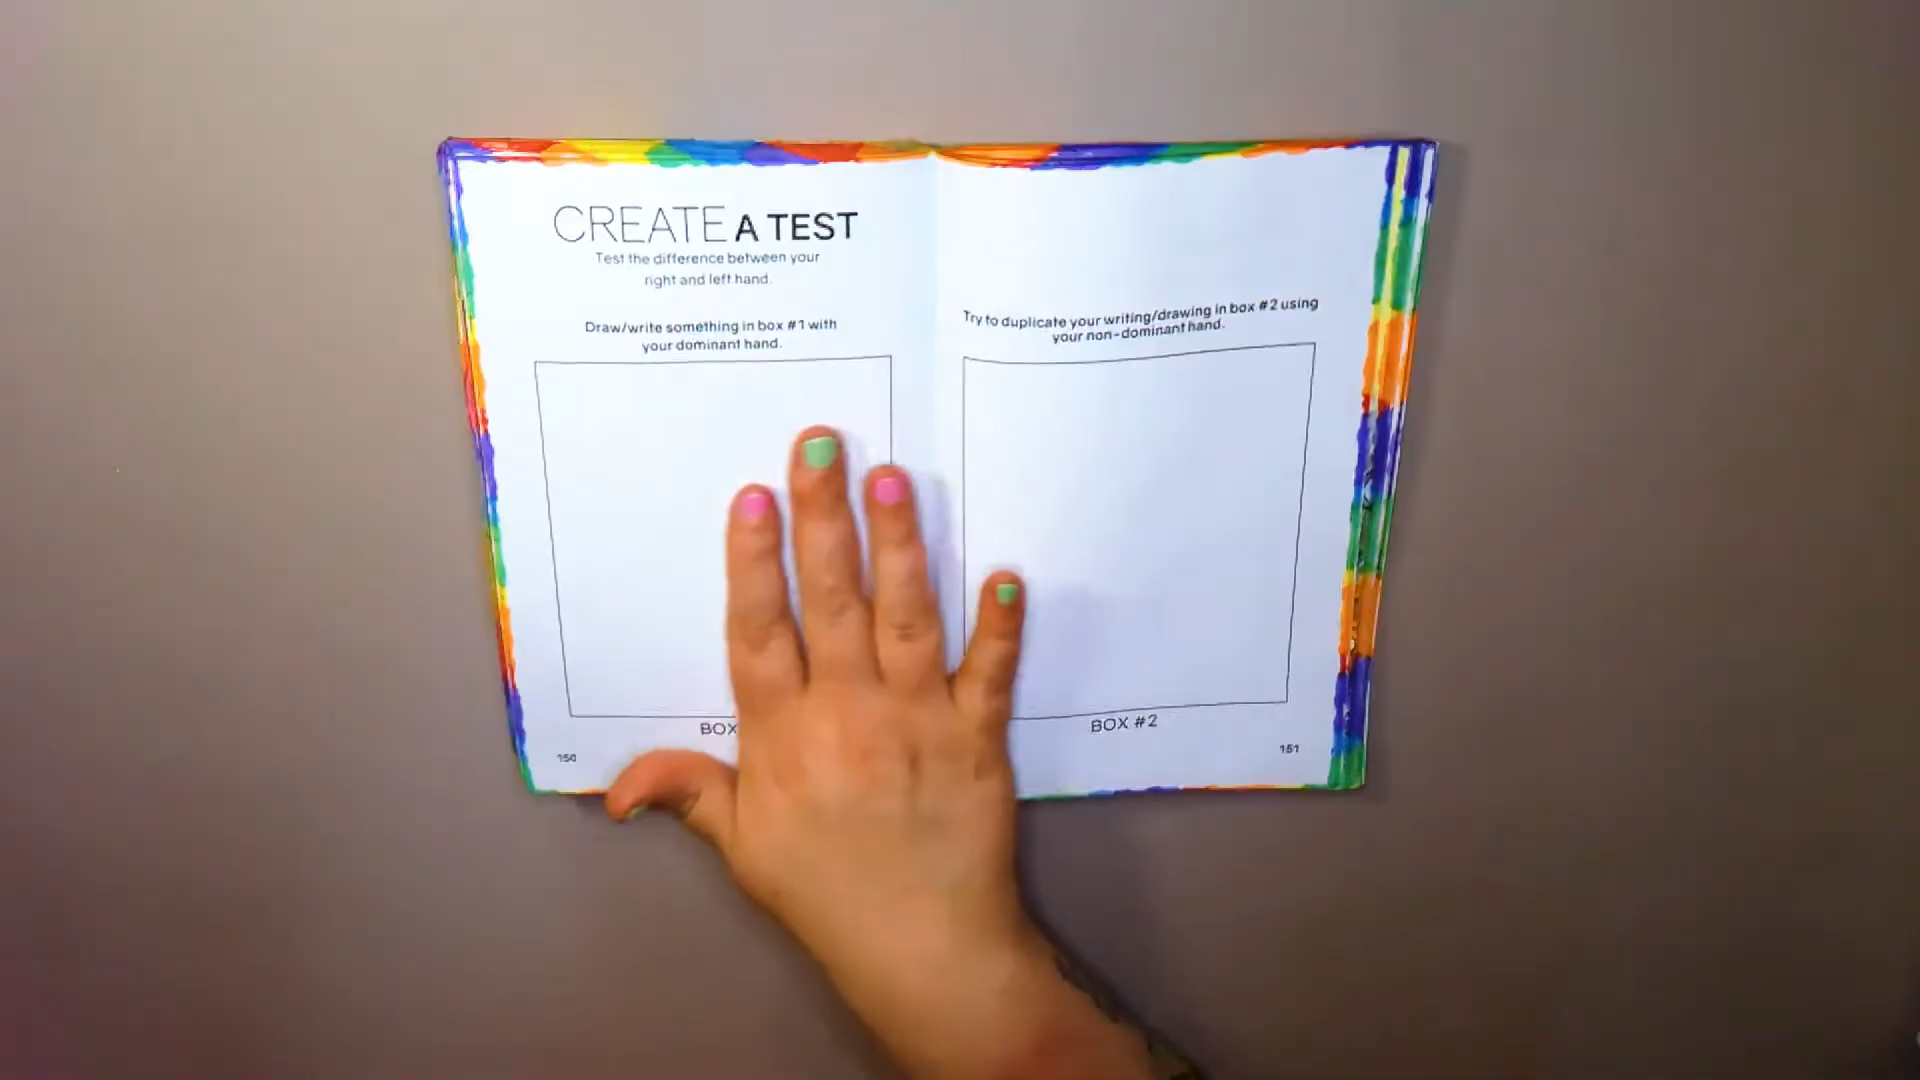 CREATE A TEST
Test the difference between your
right and left hand.
Draw/write something in box #1 with
your dominant hand.
BOX
150
Try to duplicate your writing/drawing in box #2 using
your non-dominant hand.
BOX #2
151